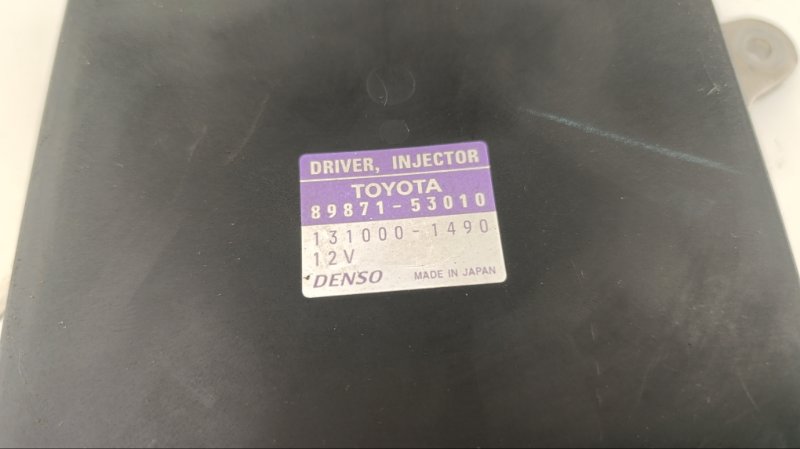 DRIVER, INJECTOR
TOYOTA
89871-53010
131000-1490
12V
DENSO MADE IN JAPAN